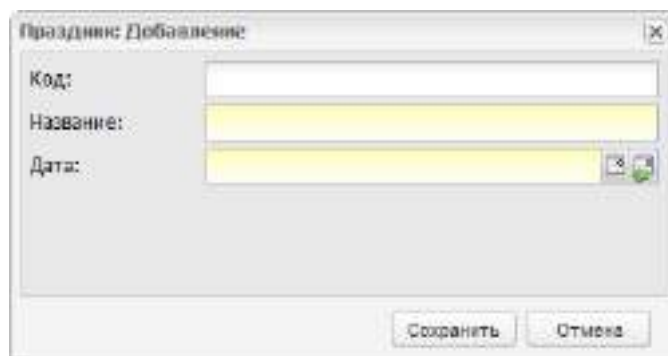 Праздник: Добавление
Код:
Название:
Дата:
Сохранить Отмена